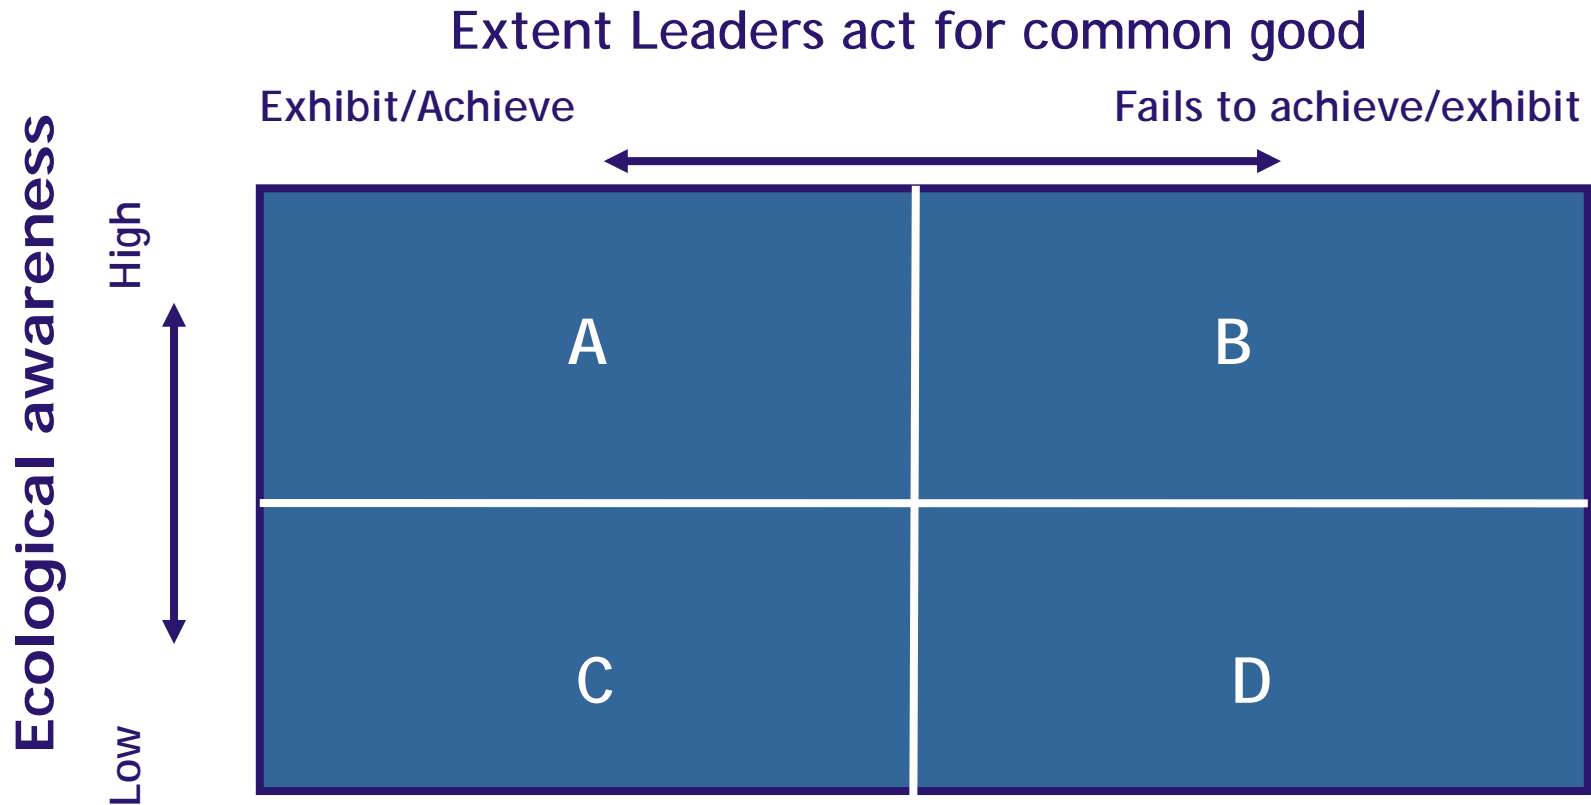 Extent Leaders act for common good
Exhibit/Achieve
Fails to achieve/exhibit
Ecological awareness
High
Low
A
B
C
D